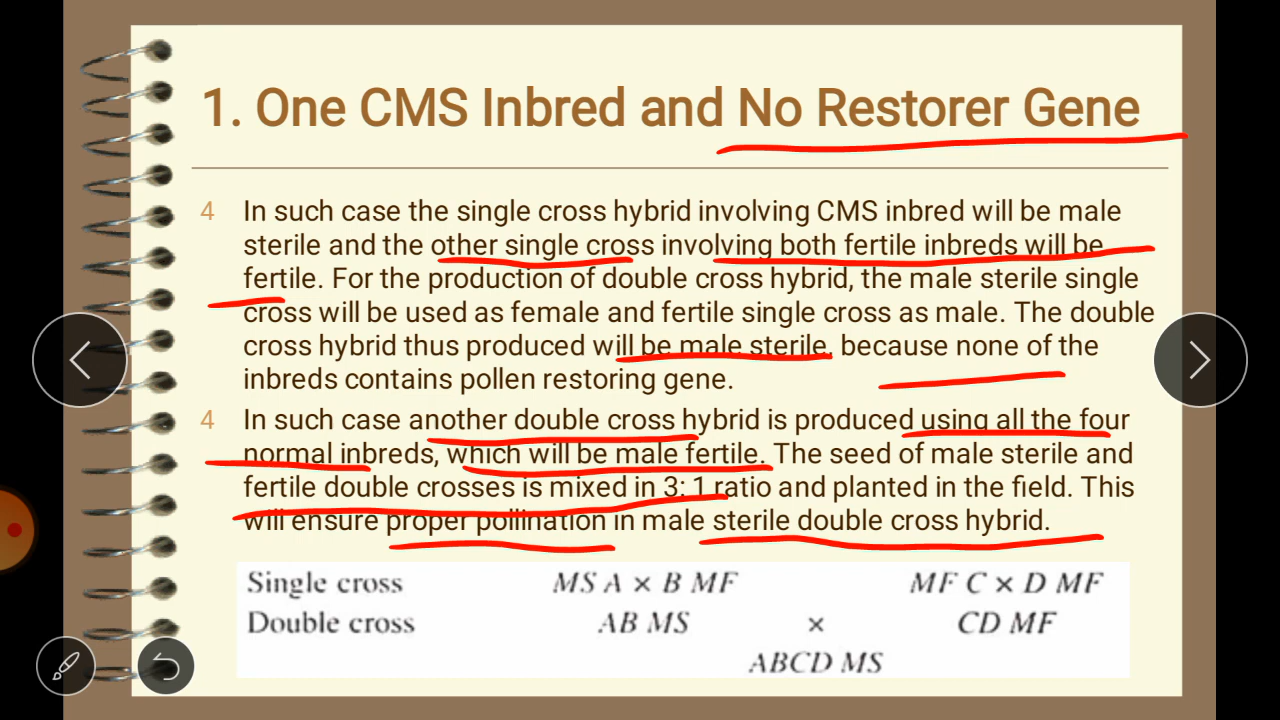 1. One CMS Inbred and No Restorer Gene
4 In such case the single cross hybrid involving CMS inbred will be male
sterile and the other single cross involving both fertile inbreds will be
fertile. For the production of double cross hybrid, the male sterile single
cross will be used as female and fertile single cross as male. The double
cross hybrid thus produced will be male sterile, because none of the
inbreds contains pollen restoring gene.
4 In such case another double cross hybrid is produced using all the four
normal inbreds, which will be male fertile. The seed of male sterile and
fertile double crosses is mixed in 3: 1 ratio and planted in the field. This
will ensure proper pollination in male sterile double cross hybrid.
Single cross MS A × B MF MF C × D MF
Double cross AB MS × CD MF
ABCD MS